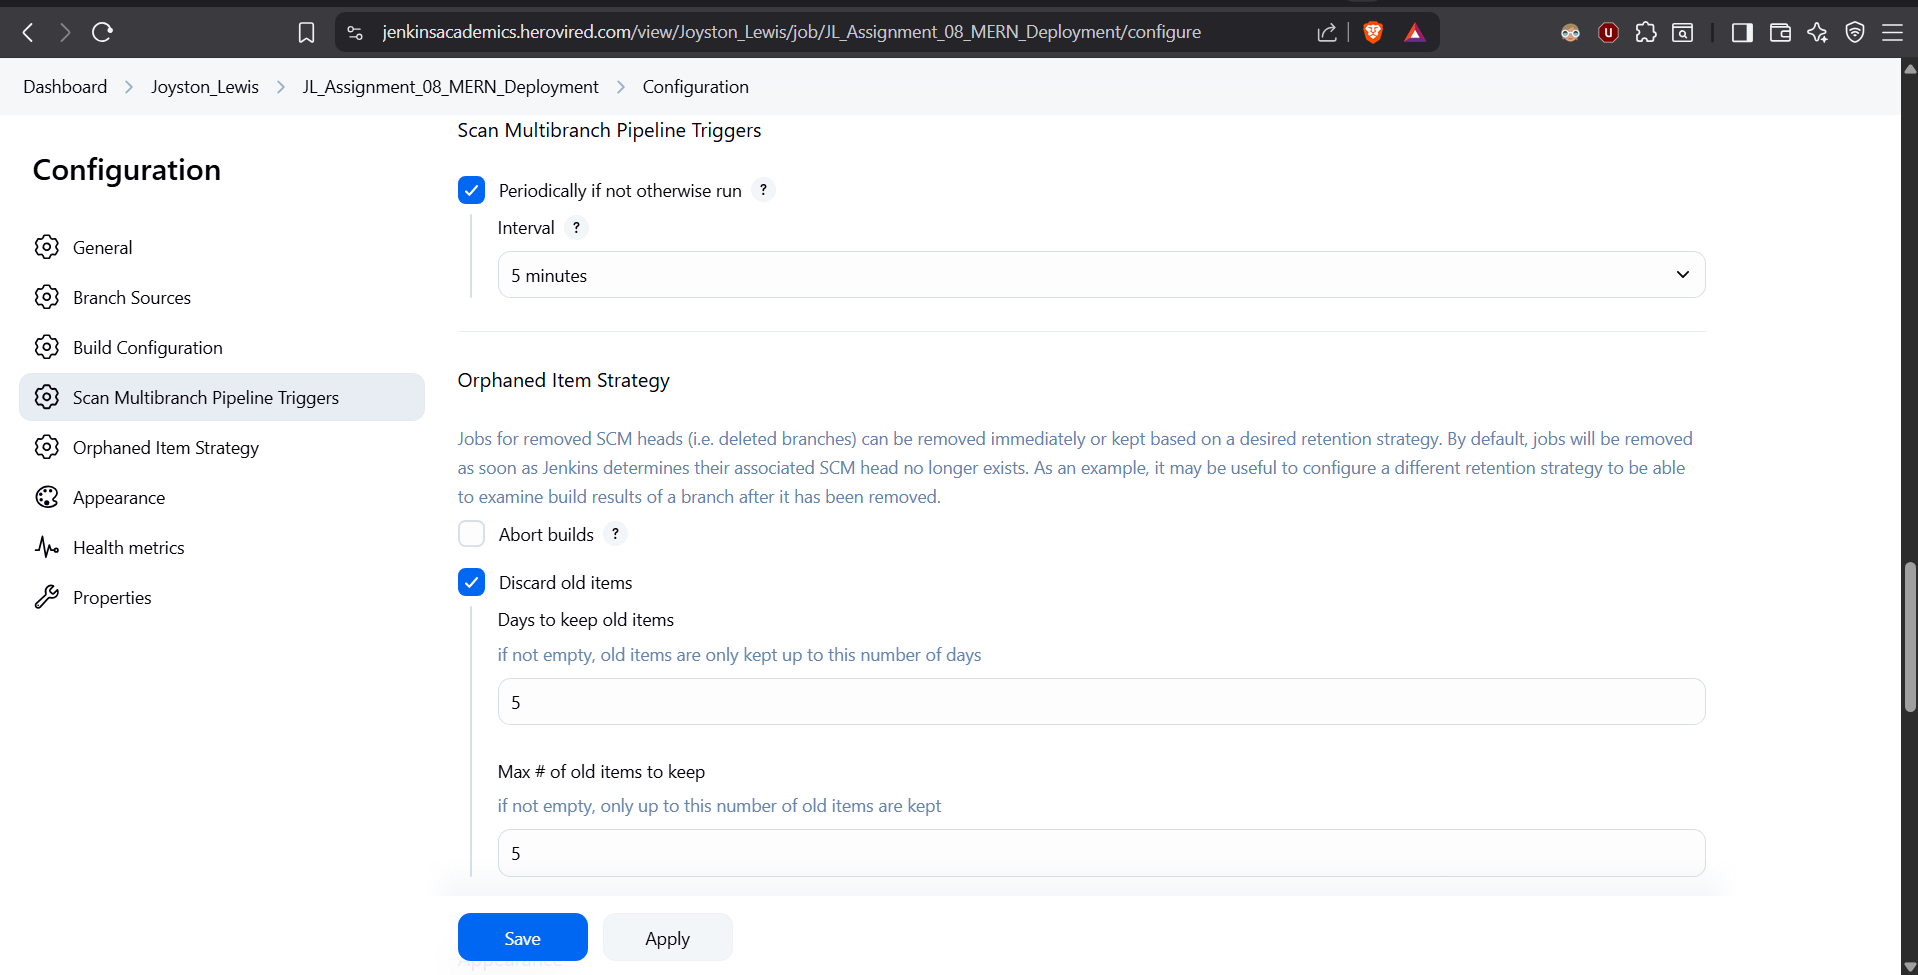 jenkinsacademics.herovired.com/view/Joyston_Lewis/job/JL_Assignment_08_MERN_Deployment/configure
Dashboard > Joyston_Lewis > JL_Assignment_08_MERN_Deployment > Configuration
Configuration
General
Branch Sources
Build Configuration
Scan Multibranch Pipeline Triggers
Orphaned Item Strategy
Appearance
Health metrics
Properties
Scan Multibranch Pipeline Triggers
Periodically if not otherwise run ?
Interval ?
5 minutes
Orphaned Item Strategy
Jobs for removed SCM heads (i.e. deleted branches) can be removed immediately or kept based on a desired retention strategy. By default, jobs will be removed
as soon as Jenkins determines their associated SCM head no longer exists. As an example, it may be useful to configure a different retention strategy to be able
to examine build results of a branch after it has been removed.
Abort builds ?
Discard old items
Days to keep old items
if not empty, old items are only kept up to this number of days
5
Max # of old items to keep
if not empty, only up to this number of old items are kept
5
Save
Apply
Appearance